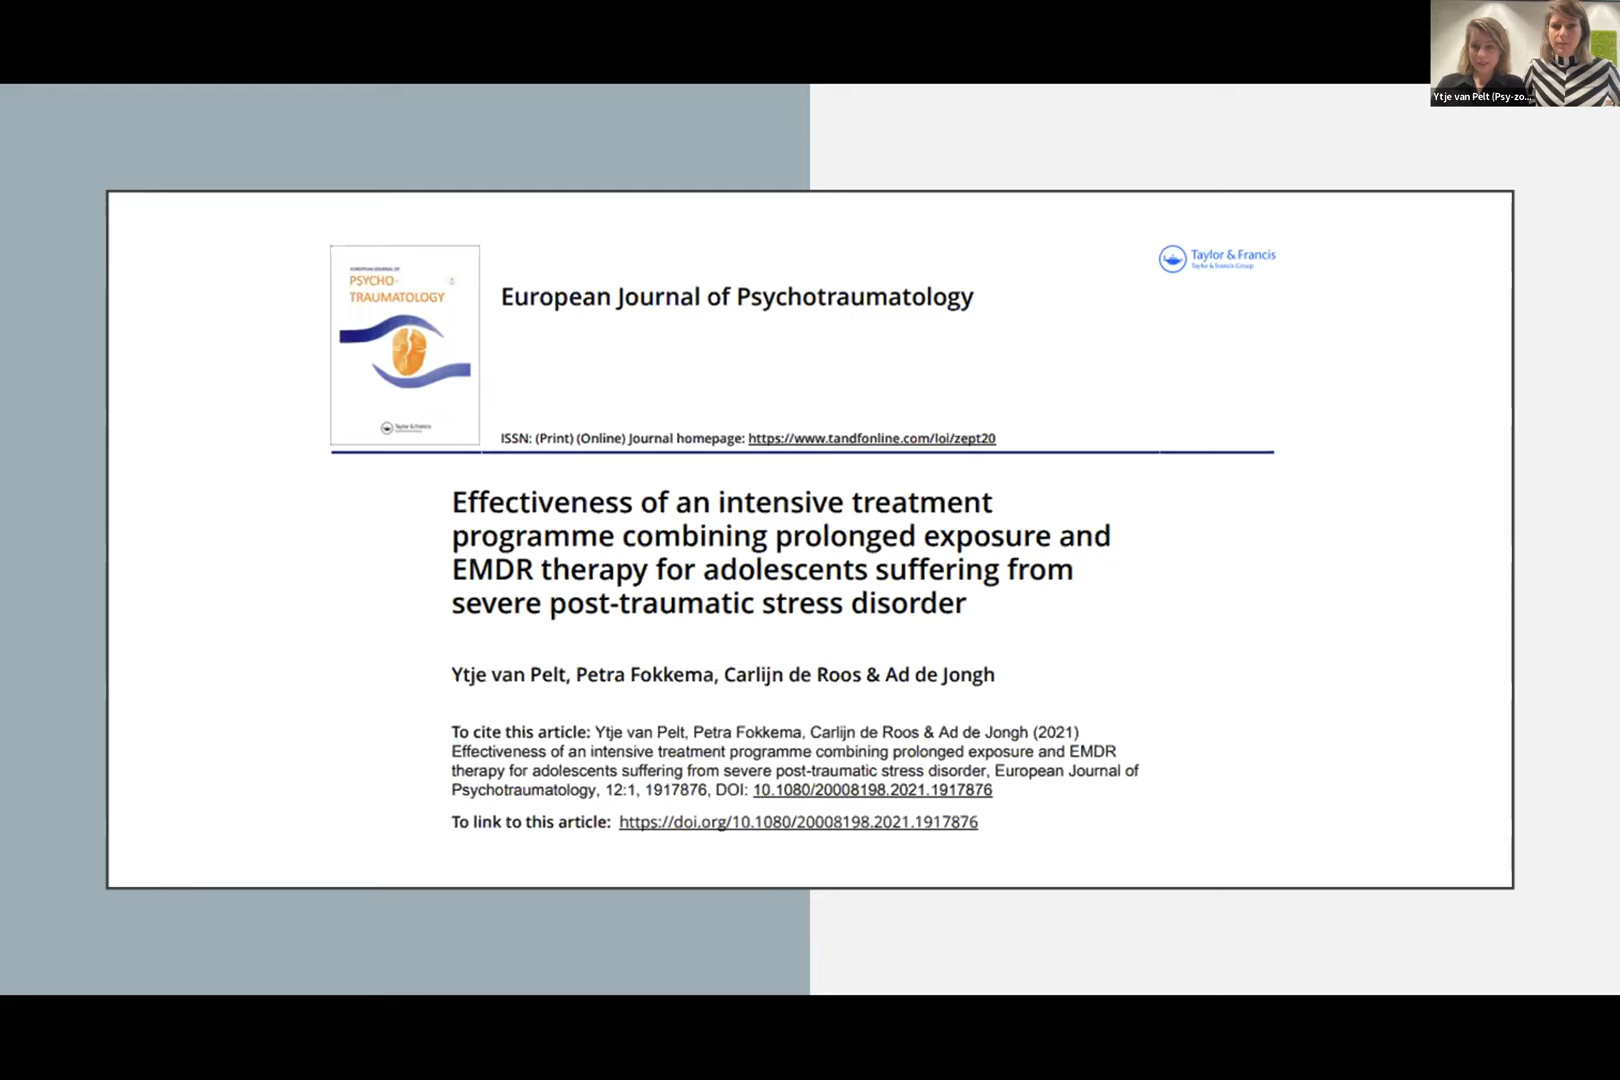 Ytje van Pelt (Psy-zo...
EUROPEAN JOURNAL OF
PSYCHO-
TRAUMATOLOGY
Taylor & Francis
European Journal of Psychotraumatology
Taylor & Francis
Taylor & Francis Group
ISSN: (Print) (Online) Journal homepage: https://www.tandfonline.com/loi/zept20
Effectiveness of an intensive treatment
programme combining prolonged exposure and
EMDR therapy for adolescents suffering from
severe post-traumatic stress disorder
Ytje van Pelt, Petra Fokkema, Carlijn de Roos & Ad de Jongh
To cite this article: Ytje van Pelt, Petra Fokkema, Carlijn de Roos & Ad de Jongh (2021)
Effectiveness of an intensive treatment programme combining prolonged exposure and EMDR
therapy for adolescents suffering from severe post-traumatic stress disorder, European Journal of
Psychotraumatology, 12:1, 1917876, DOI: 10.1080/20008198.2021.1917876
To link to this article: https://doi.org/10.1080/20008198.2021.1917876